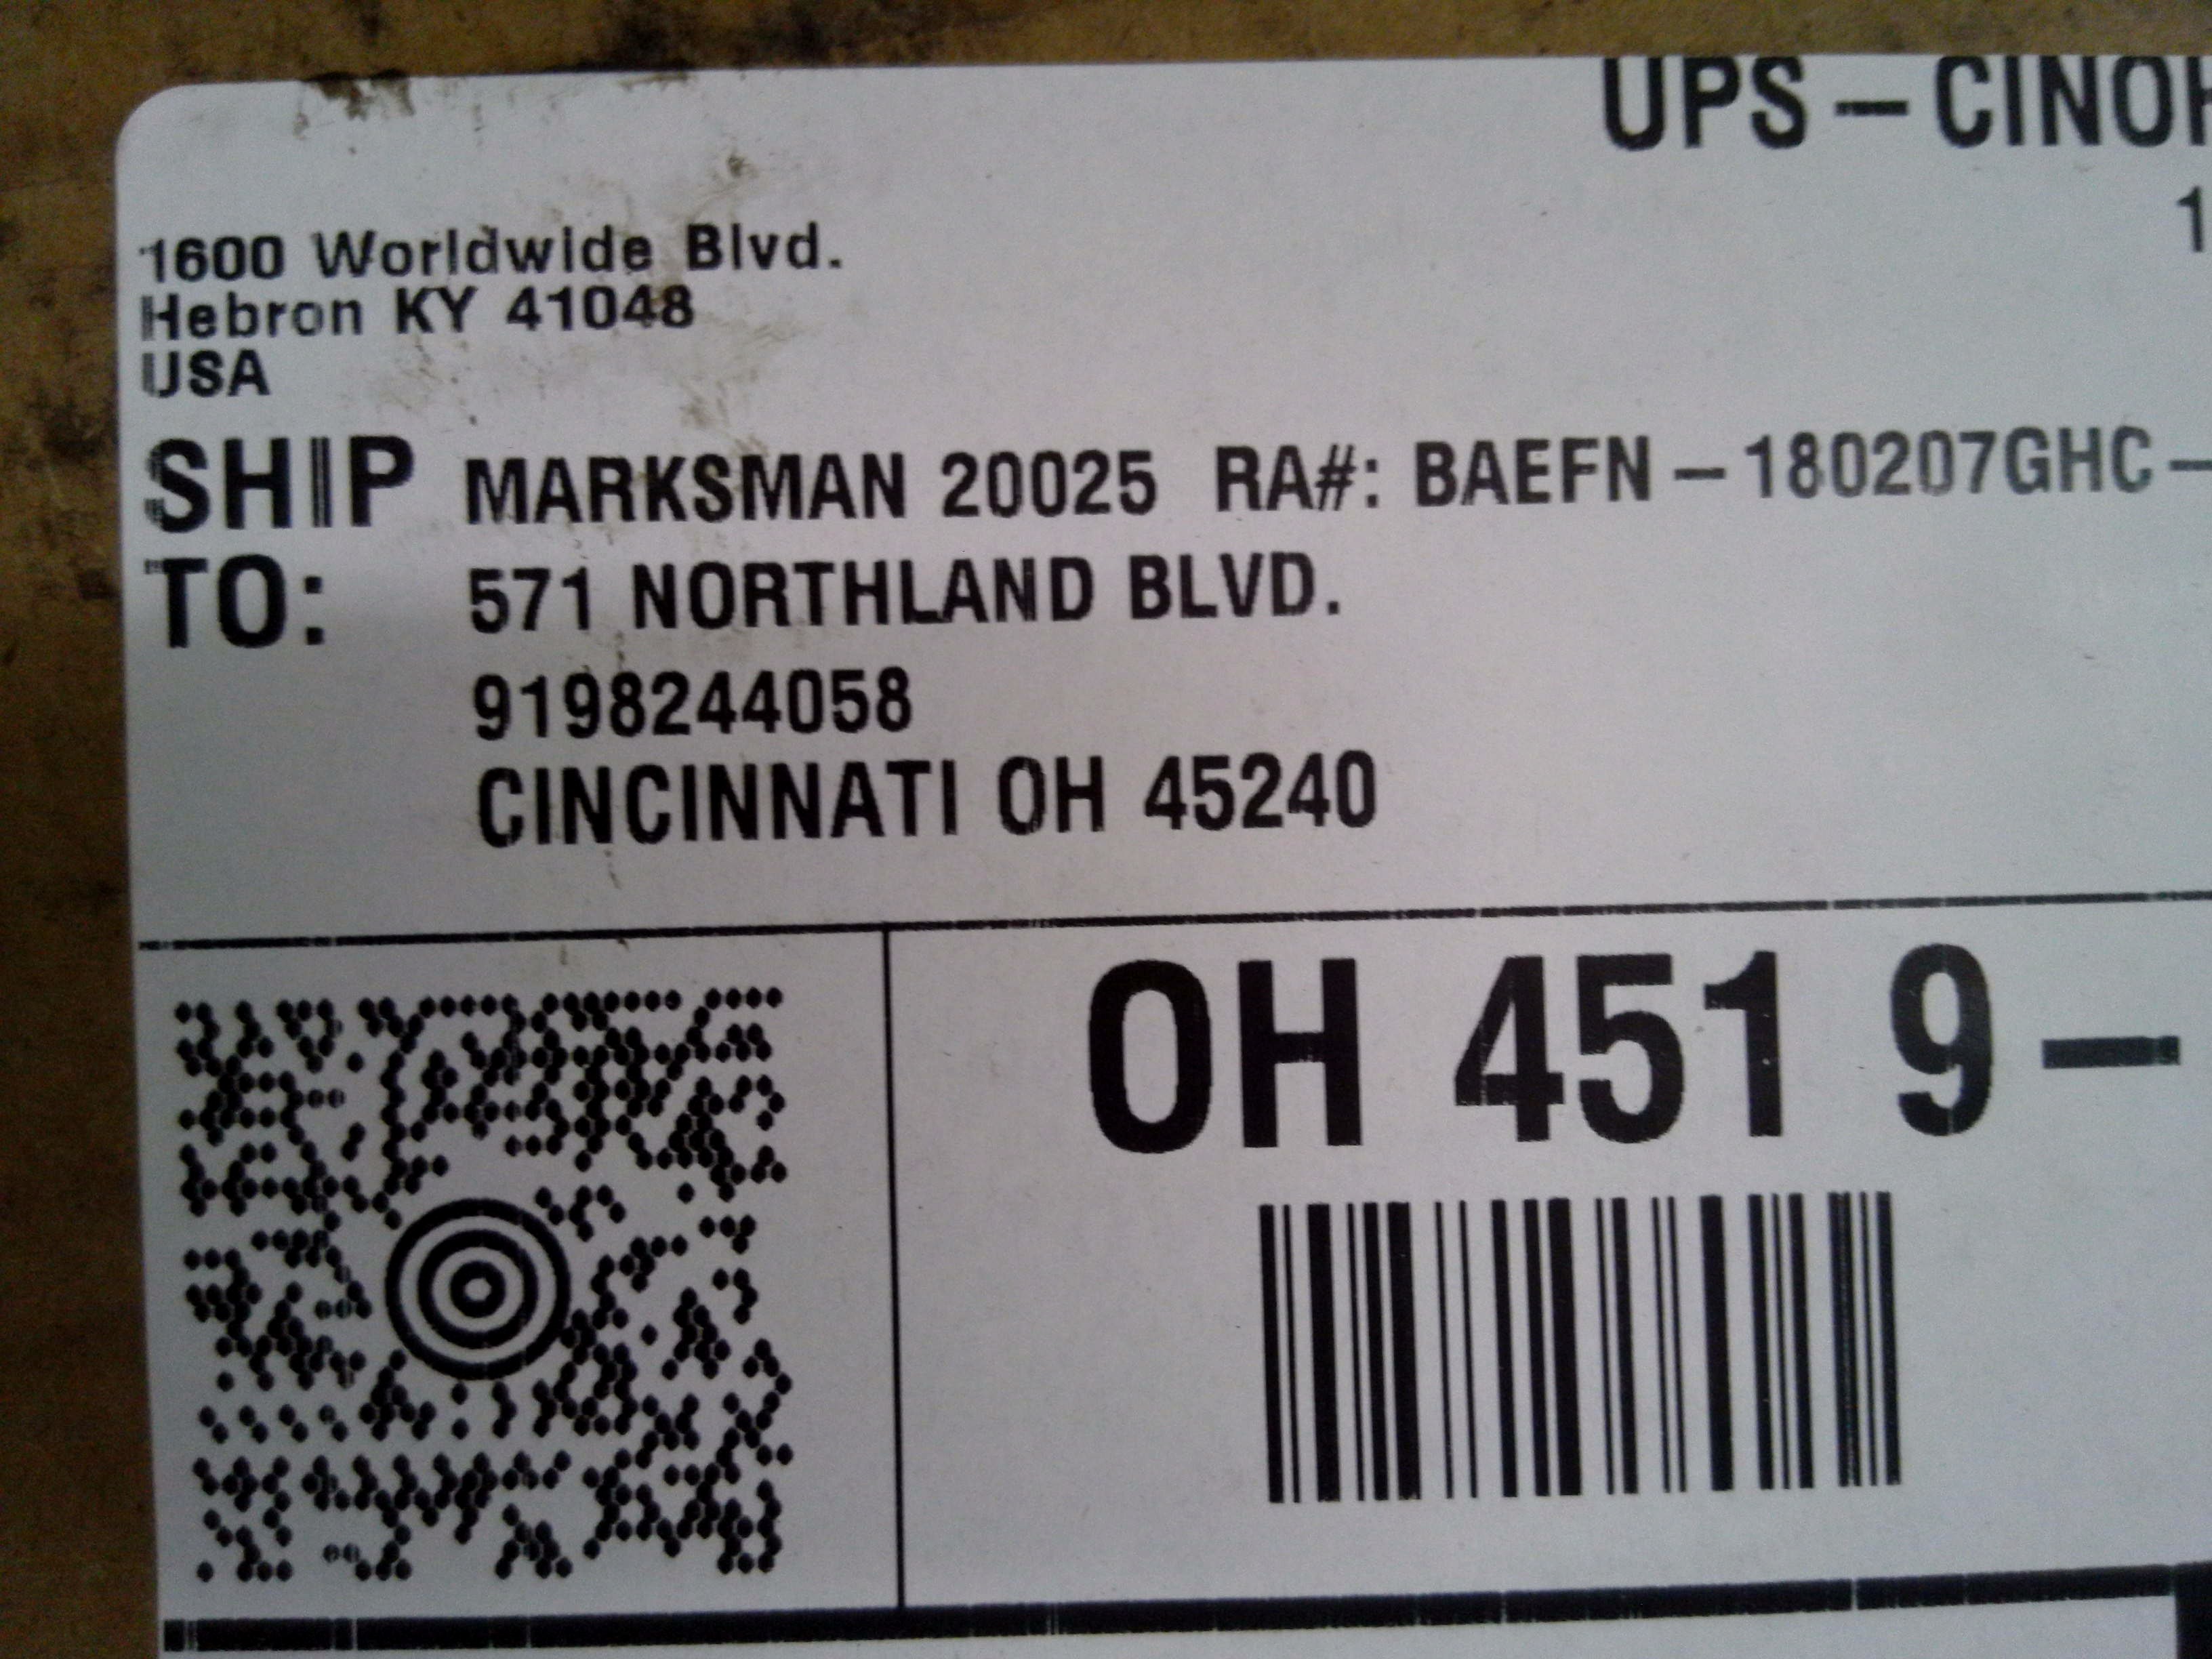 UPS – CINOH
1
1600 Worldwide Blvd.
Hebron KY 41048
USA
SHIP TO:
MARKSMAN 20025 RA#: BAEFN – 180207GHC –
571 NORTHLAND BLVD.
9198244058
CINCINNATI OH 45240
OH 451 9 –